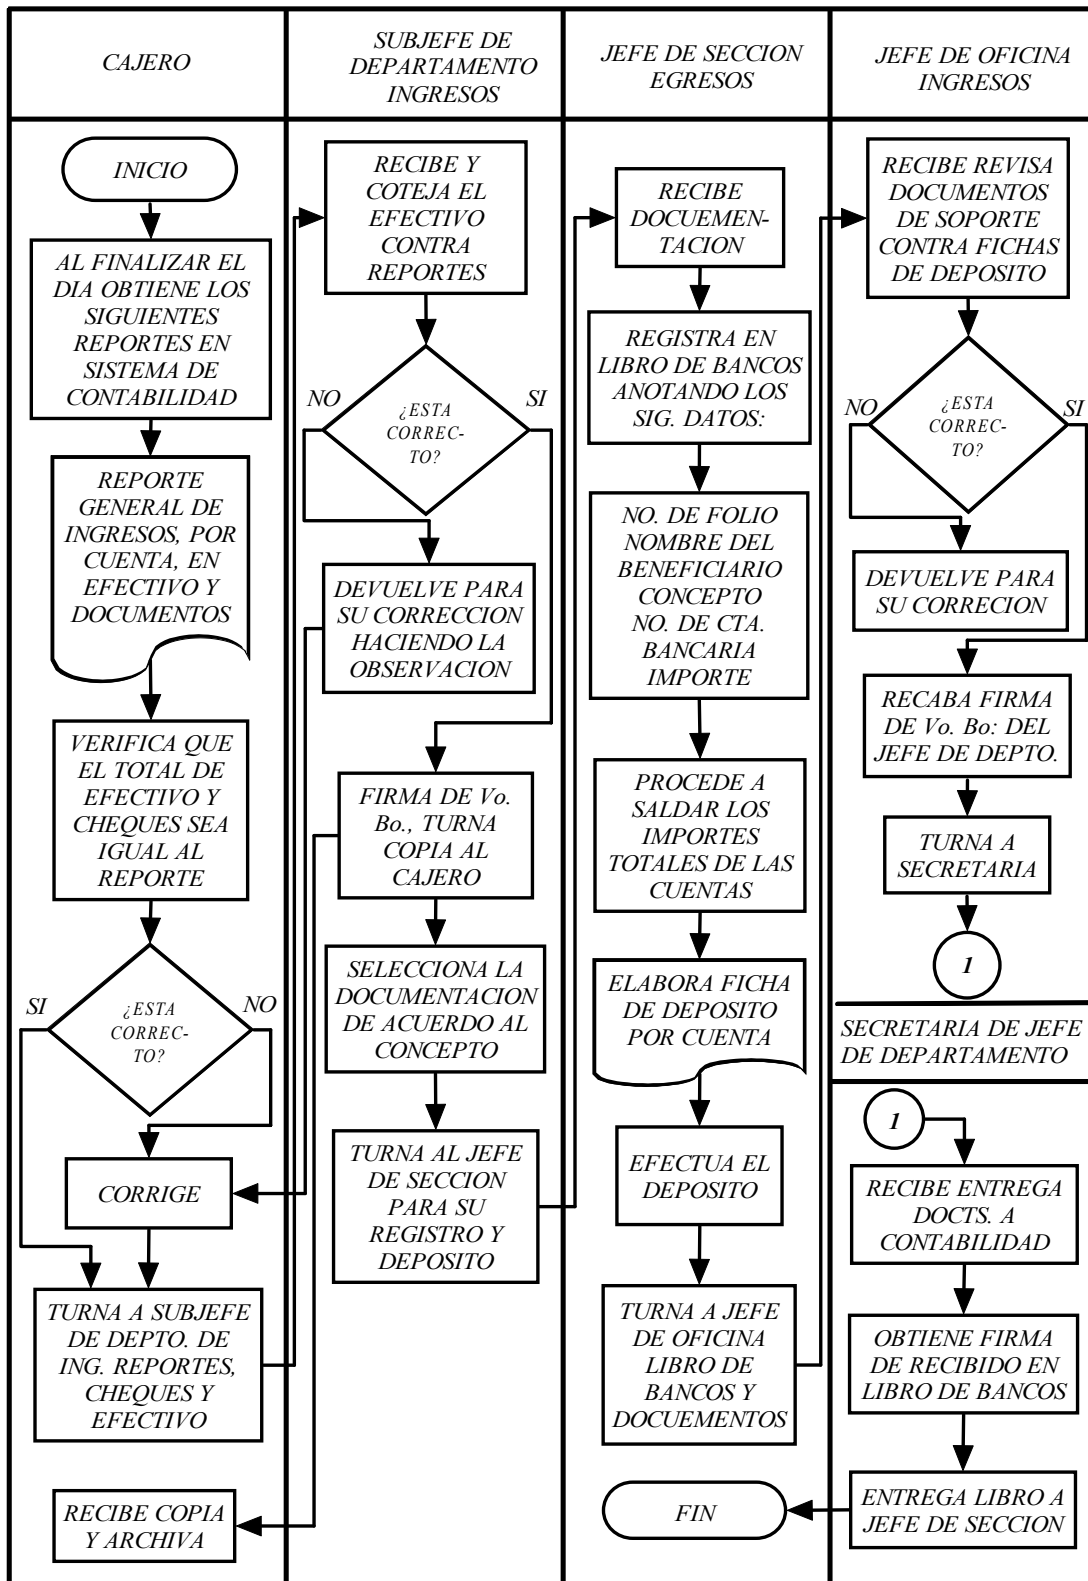 CAJERO
SUBJEFE DE
DEPARTAMENTO
INGRESOS
JEFE DE SECCION
EGRESOS
JEFE DE OFICINA
INGRESOS
INICIO
AL FINALIZAR EL
DIA OBTIENE LOS
SIGUIENTES
REPORTES EN
SISTEMA DE
CONTABILIDAD
REPORTE
GENERAL DE
INGRESOS, POR
CUENTA, EN
EFECTIVO Y
DOCUMENTOS
VERIFICA QUE
EL TOTAL DE
EFECTIVO Y
CHEQUES SEA
IGUAL AL
REPORTE
SI
¿ESTA
CORREC-
TO?
NO
CORRIGE
TURNA A SUBJEFE
DE DEPTO. DE
ING. REPORTES,
CHEQUES Y
EFECTIVO
RECIBE COPIA
Y ARCHIVA
RECIBE Y
COTEJA EL
EFECTIVO
CONTRA
REPORTES
NO
¿ESTA
CORREC-
TO?
SI
DEVUELVE PARA
SU CORRECCION
HACIENDO LA
OBSERVACION
FIRMA DE Vo.
Bo., TURNA
COPIA AL
CAJERO
SELECCIONA LA
DOCUMENTACION
DE ACUERDO AL
CONCEPTO
TURNA AL JEFE
DE SECCION
PARA SU
REGISTRO Y
DEPOSITO
RECIBE
DOCUEMEN-
TACION
REGISTRA EN
LIBRO DE BANCOS
ANOTANDO LOS
SIG. DATOS:
NO. DE FOLIO
NOMBRE DEL
BENEFICIARIO
CONCEPTO
NO. DE CTA.
BANCARIA
IMPORTE
PROCEDE A
SALDAR LOS
IMPORTES
TOTALES DE LAS
CUENTAS
ELABORA FICHA
DE DEPOSITO
POR CUENTA
EFECTUA EL
DEPOSITO
TURNA A JEFE
DE OFICINA
LIBRO DE
BANCOS Y
DOCUEMENTOS
FIN
RECIBE REVISA
DOCUMENTOS
DE SOPORTE
CONTRA FICHAS
DE DEPOSITO
NO
¿ESTA
CORREC-
TO?
SI
DEVUELVE PARA
SU CORRECION
RECABA FIRMA
DE Vo. Bo: DEL
JEFE DE DEPTO.
TURNA A
SECRETARIA
1
SECRETARIA DE JEFE
DE DEPARTAMENTO
1
RECIBE ENTREGA
DOCTS. A
CONTABILIDAD
OBTIENE FIRMA
DE RECIBIDO EN
LIBRO DE BANCOS
ENTREGA LIBRO A
JEFE DE SECCION